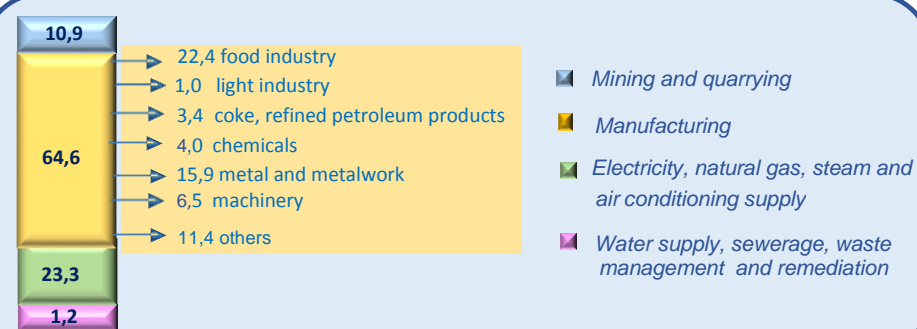 10,9
64,6
23,3
1,2
22,4 food industry
1,0 light industry
3,4 coke, refined petroleum products
4,0 chemicals
15,9 metal and metalwork
6,5 machinery
11,4 others
Mining and quarrying
Manufacturing
Electricity, natural gas, steam and
air conditioning supply
Water supply, sewerage, waste
management and remediation